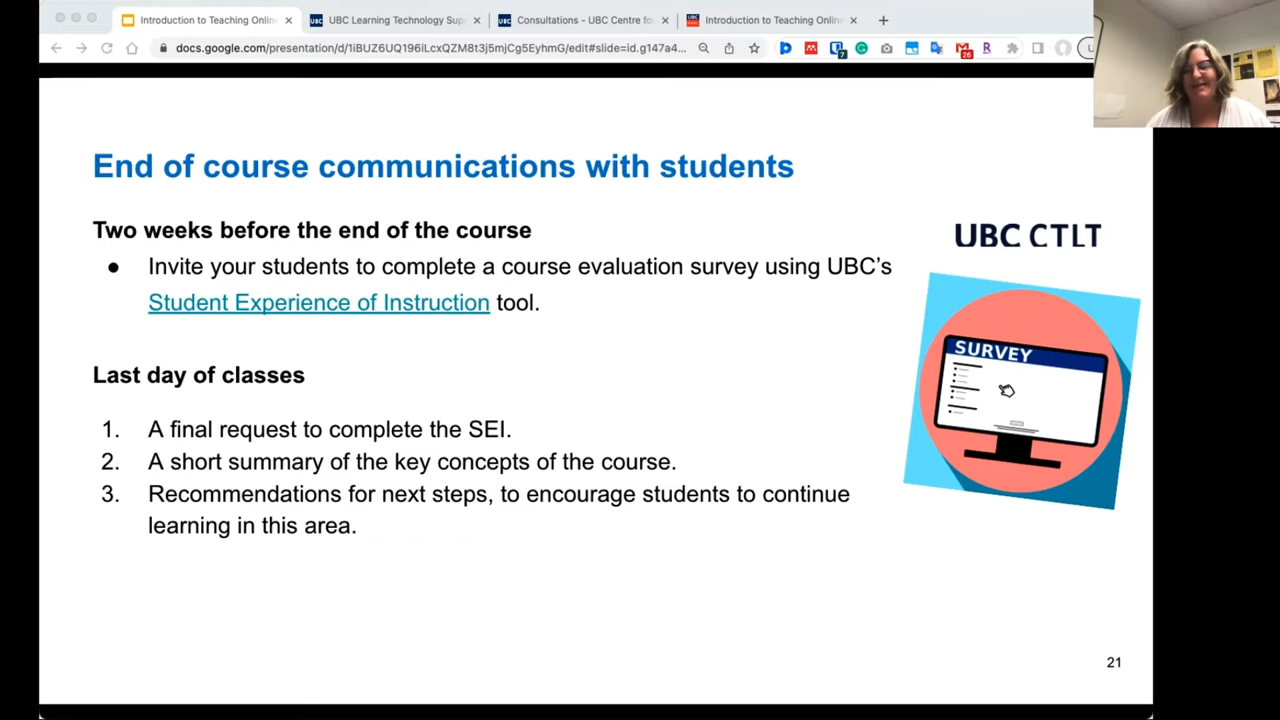 Introduction to Teaching Onlin
UBC Learning Technology Sup
Consultations - UBC Centre fo
Introduction to Teaching Onlin
docs.google.com/presentation/d/1iBUZ6UQ196iLcxQZM8t3j5mjCg5EyhmG/edit#slide=id.g147a4...
End of course communications with students
Two weeks before the end of the course
● Invite your students to complete a course evaluation survey using UBC’s
Student Experience of Instruction tool.
UBC CTLT
SURVEY
Last day of classes
1. A final request to complete the SEI.
2. A short summary of the key concepts of the course.
3. Recommendations for next steps, to encourage students to continue
learning in this area.
21